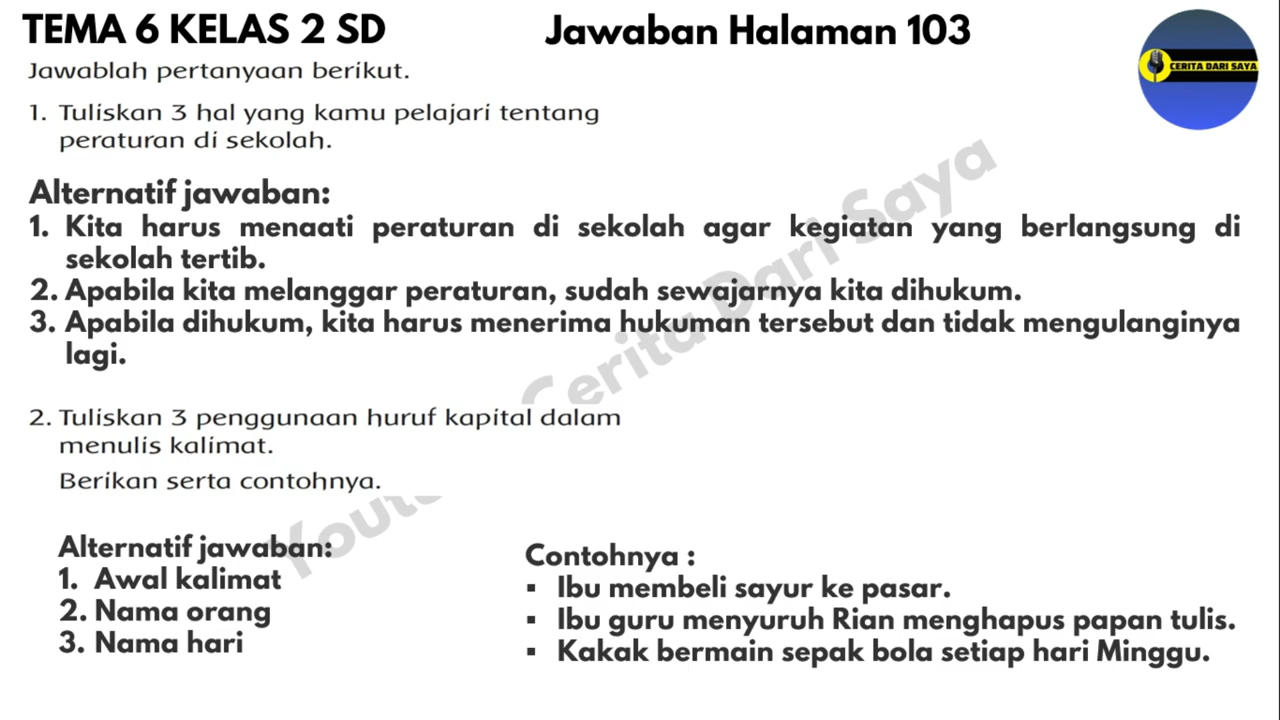 TEMA 6 KELAS 2 SD
Jawaban Halaman 103
CERITA DARI SAYA
Jawablah pertanyaan berikut.
1. Tuliskan 3 hal yang kamu pelajari tentang
peraturan di sekolah.
Alternatif jawaban:
1. Kita harus menaati peraturan di sekolah agar kegiatan yang berlangsung di
sekolah tertib.
2. Apabila kita melanggar peraturan, sudah sewajarnya kita dihukum.
3. Apabila dihukum, kita harus menerima hukuman tersebut dan tidak mengulanginya
lagi.
2. Tuliskan 3 penggunaan huruf kapital dalam
menulis kalimat.
Berikan serta contohnya.
Alternatif jawaban:
1. Awal kalimat
2. Nama orang
3. Nama hari
Contohnya :
▪ Ibu membeli sayur ke pasar.
▪ Ibu guru menyuruh Rian menghapus papan tulis.
▪ Kakak bermain sepak bola setiap hari Minggu.
Cerita Dari Saya